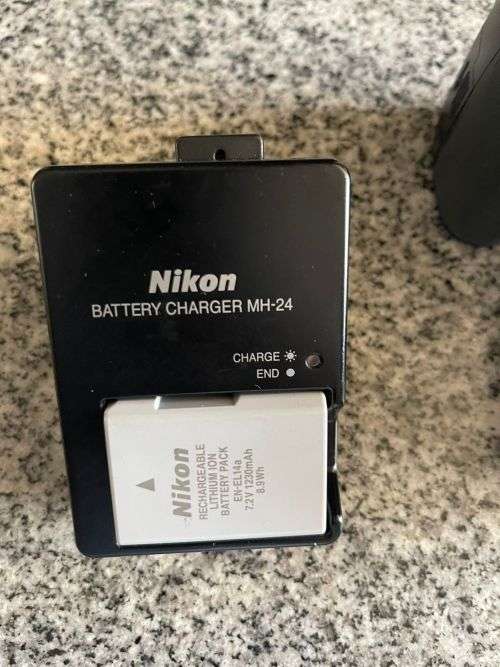 Nikon
BATTERY CHARGER MH-24
CHARGE
END
Nikon
RECHARGEABLE
LITHIUM ION
BATTERY PACK
EN-EL14a
7.2V 1230mAh
8.9Wh